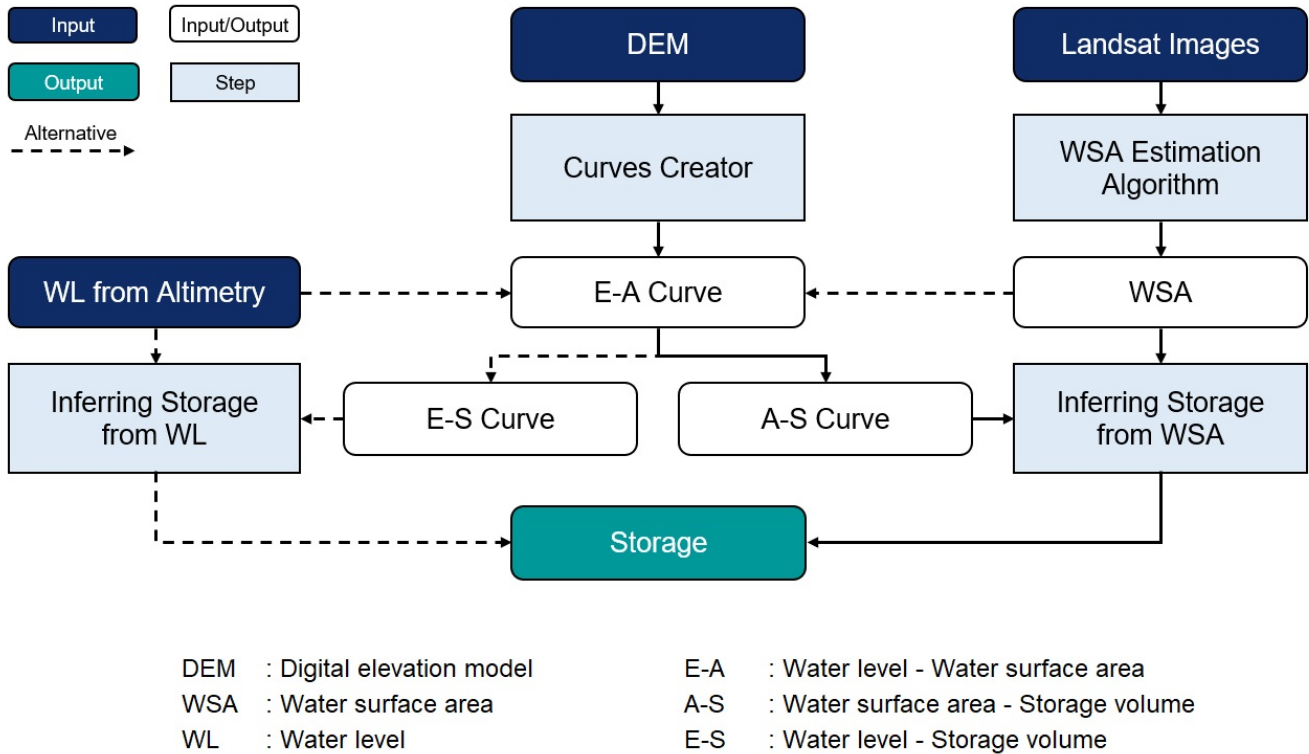 Input
Input/Output
DEM
Landsat Images
Output
Step
Alternative
Curves Creator
WSA Estimation
Algorithm
WL from Altimetry
E-A Curve
WSA
Inferring Storage
from WL
E-S Curve
A-S Curve
Inferring Storage
from WSA
Storage
DEM : Digital elevation model
WSA : Water surface area
WL : Water level
E-A : Water level - Water surface area
A-S : Water surface area - Storage volume
E-S : Water level - Storage volume